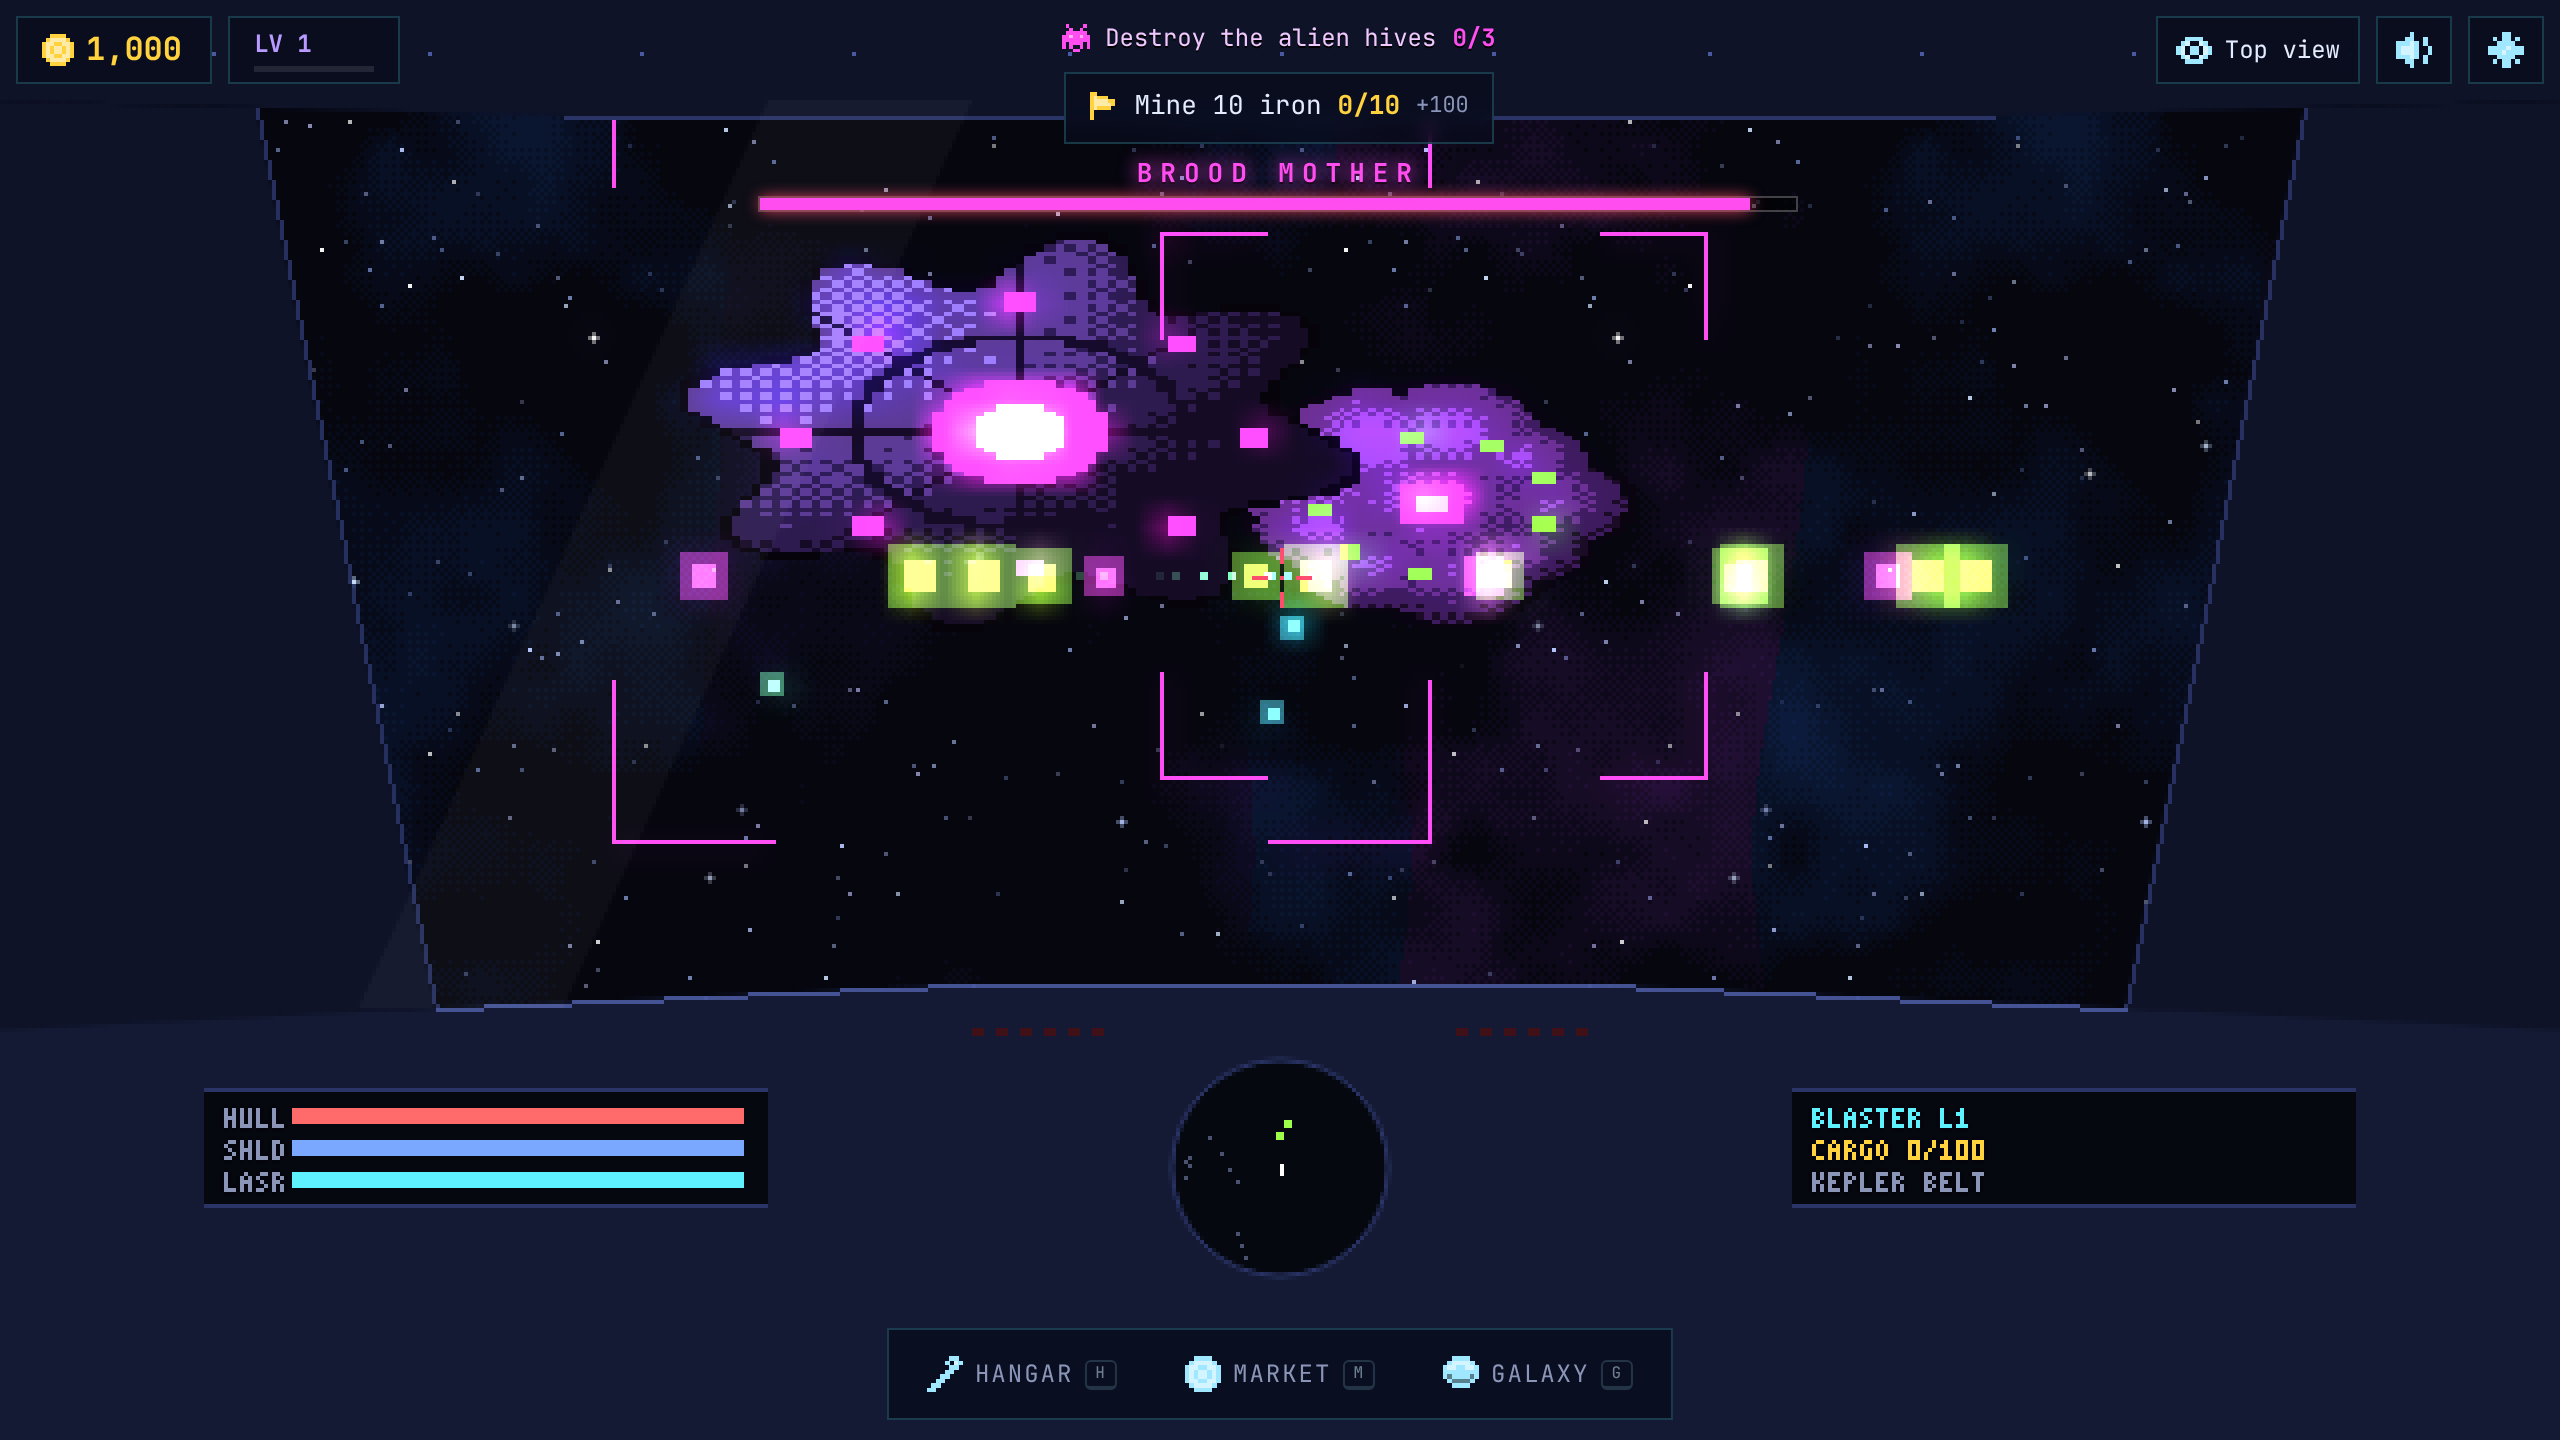 1,000
LV 1
Destroy the alien hives 0/3
Mine 10 iron 0/10 +100
Top view
BROOD MOTHER
HULL
SHLD
LASR
BLASTER L1
CARGO 0/100
KEPLER BELT
HANGAR H
MARKET M
GALAXY G